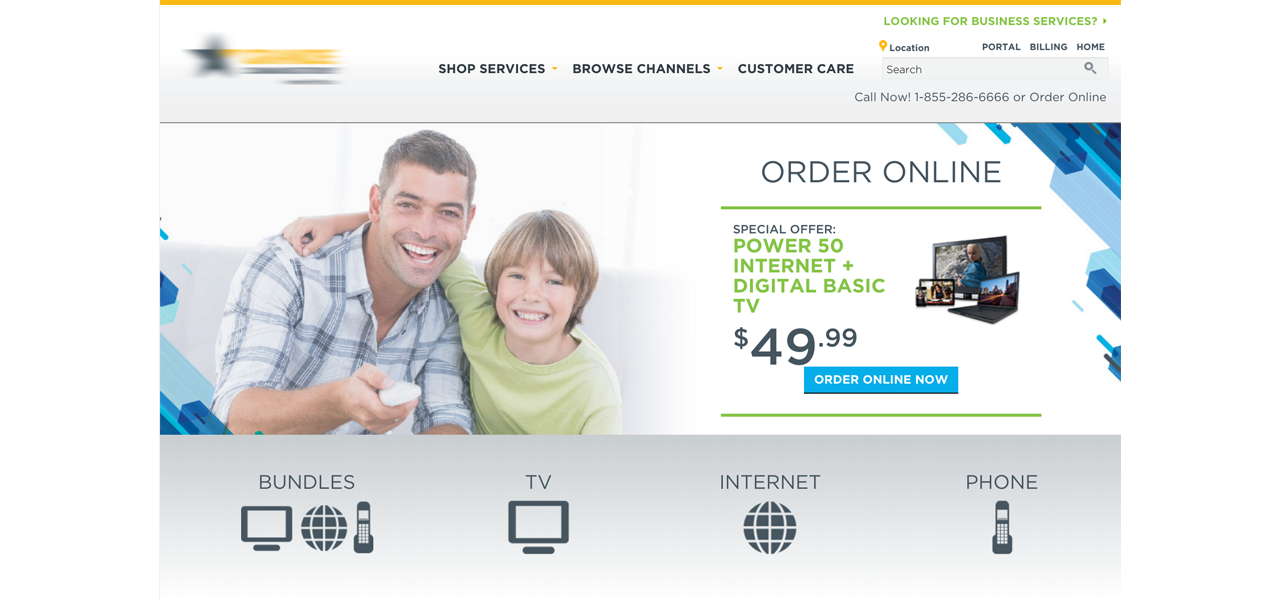 LOOKING FOR BUSINESS SERVICES?
Location
PORTAL BILLING HOME
SHOP SERVICES BROWSE CHANNELS CUSTOMER CARE
Search
Call Now! 1-855-286-6666 or Order Online
ORDER ONLINE
SPECIAL OFFER:
POWER 50
INTERNET +
DIGITAL BASIC
TV
$49.99
ORDER ONLINE NOW
BUNDLES TV INTERNET PHONE